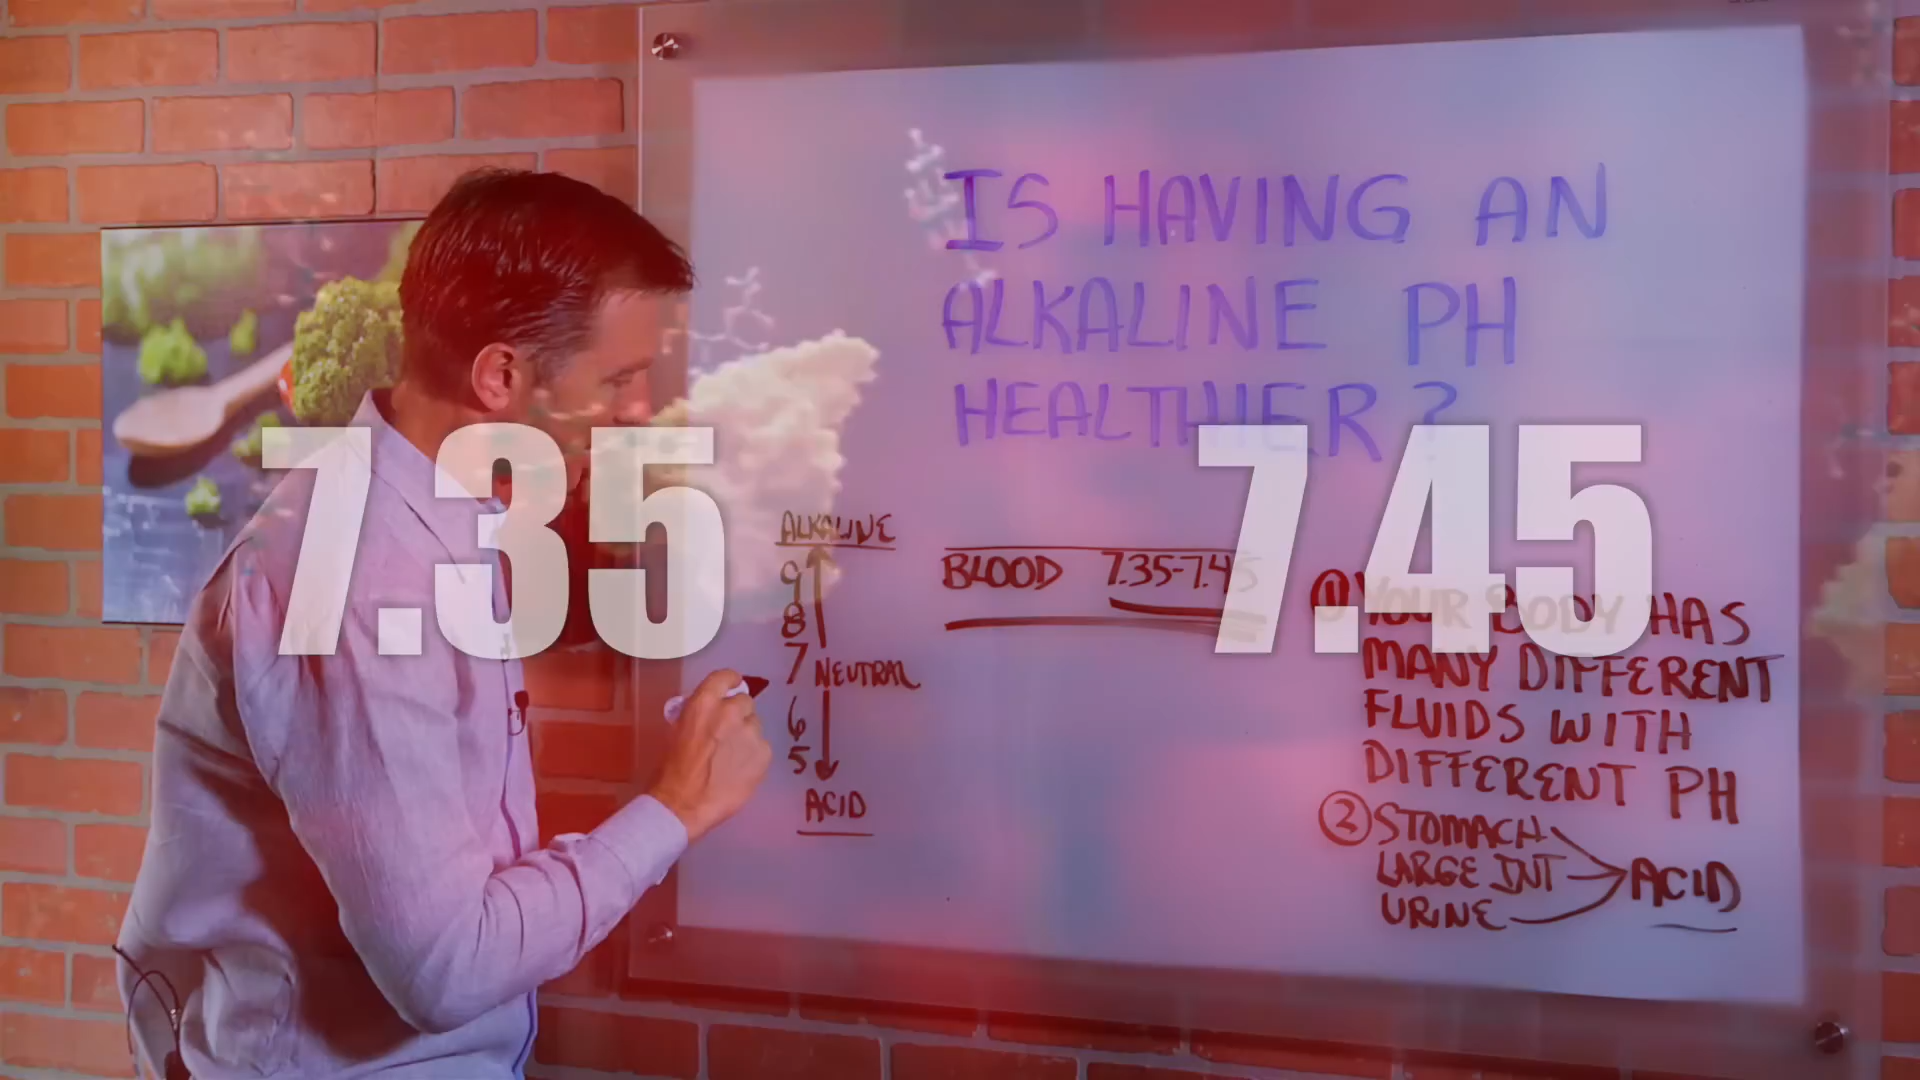 IS HAVING AN
ALKALINE PH
HEALTHIER?
7.35
7.45
ALKALINE
9
8
7 NEUTRAL
6
5
ACID
BLOOD 7.35-7.45
① YOUR BODY HAS
MANY DIFFERENT
FLUIDS WITH
DIFFERENT PH
② STOMACH
LARGE INT
URINE
ACID